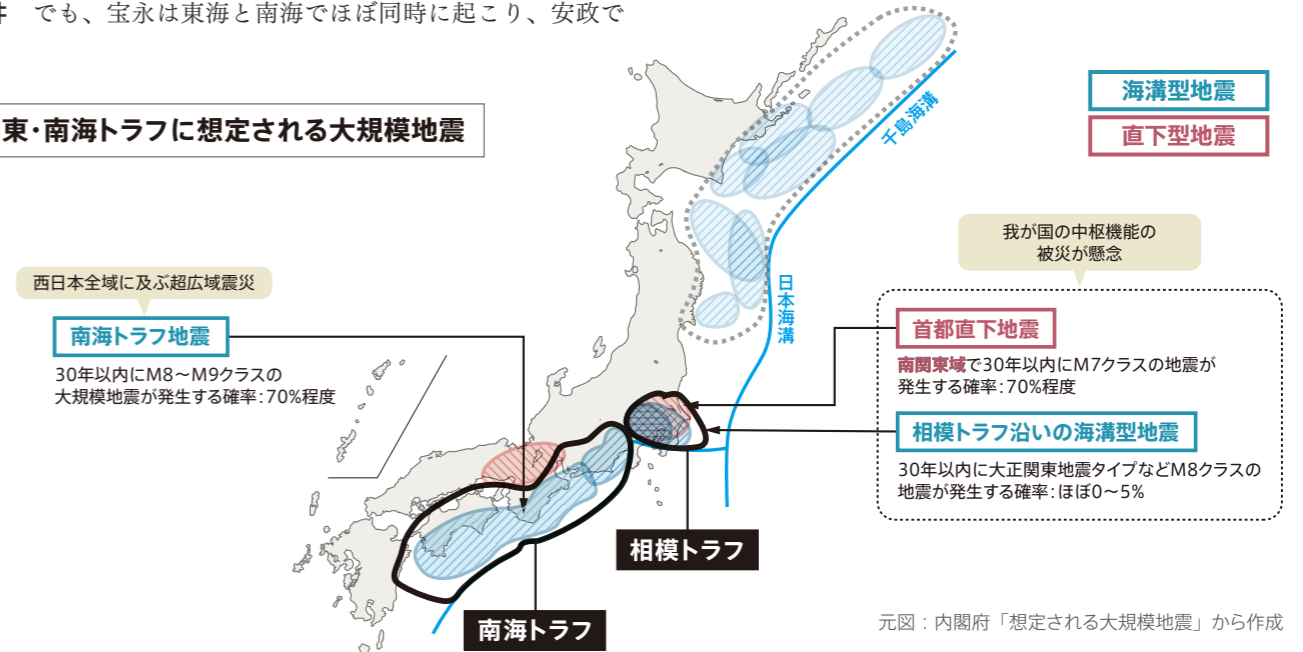 でも、宝永は東海と南海でほぼ同時に起こり、安政で
東・南海トラフに想定される大規模地震
海溝型地震
直下型地震
千島海溝
日本海溝
西日本全域に及ぶ超広域震災
南海トラフ地震
30年以内にM8～M9クラスの
大規模地震が発生する確率：70%程度
我が国の中枢機能の
被災が懸念
首都直下地震
南関東域で30年以内にM7クラスの地震が
発生する確率：70%程度
相模トラフ沿いの海溝型地震
30年以内に大正関東地震タイプなどM8クラスの
地震が発生する確率：ほぼ0～5%
相模トラフ
南海トラフ
元図：内閣府「想定される大規模地震」から作成